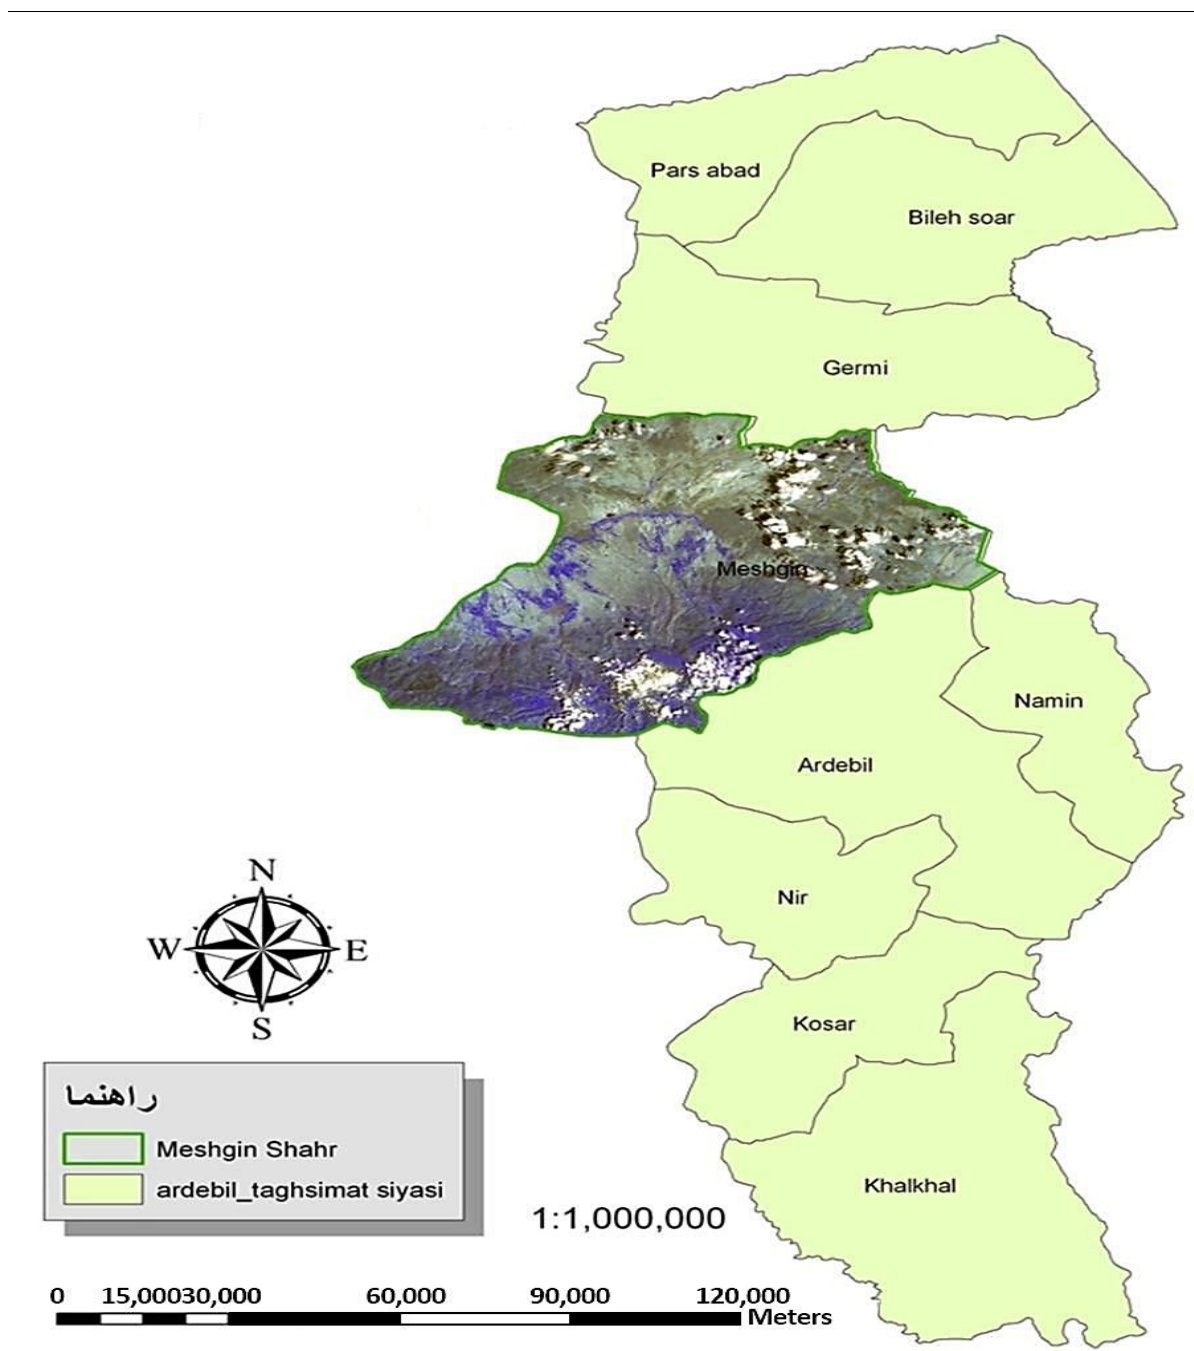 Pars abad
Bileh soar
Germi
Meshgin
Namin
Ardebil
Nir
N
W E
S
Kosar
راهنما
Meshgin Shahr
ardebil_taghsimat siyasi
Khalkhal
1:1,000,000
0 15,00030,000 60,000 90,000 120,000
Meters